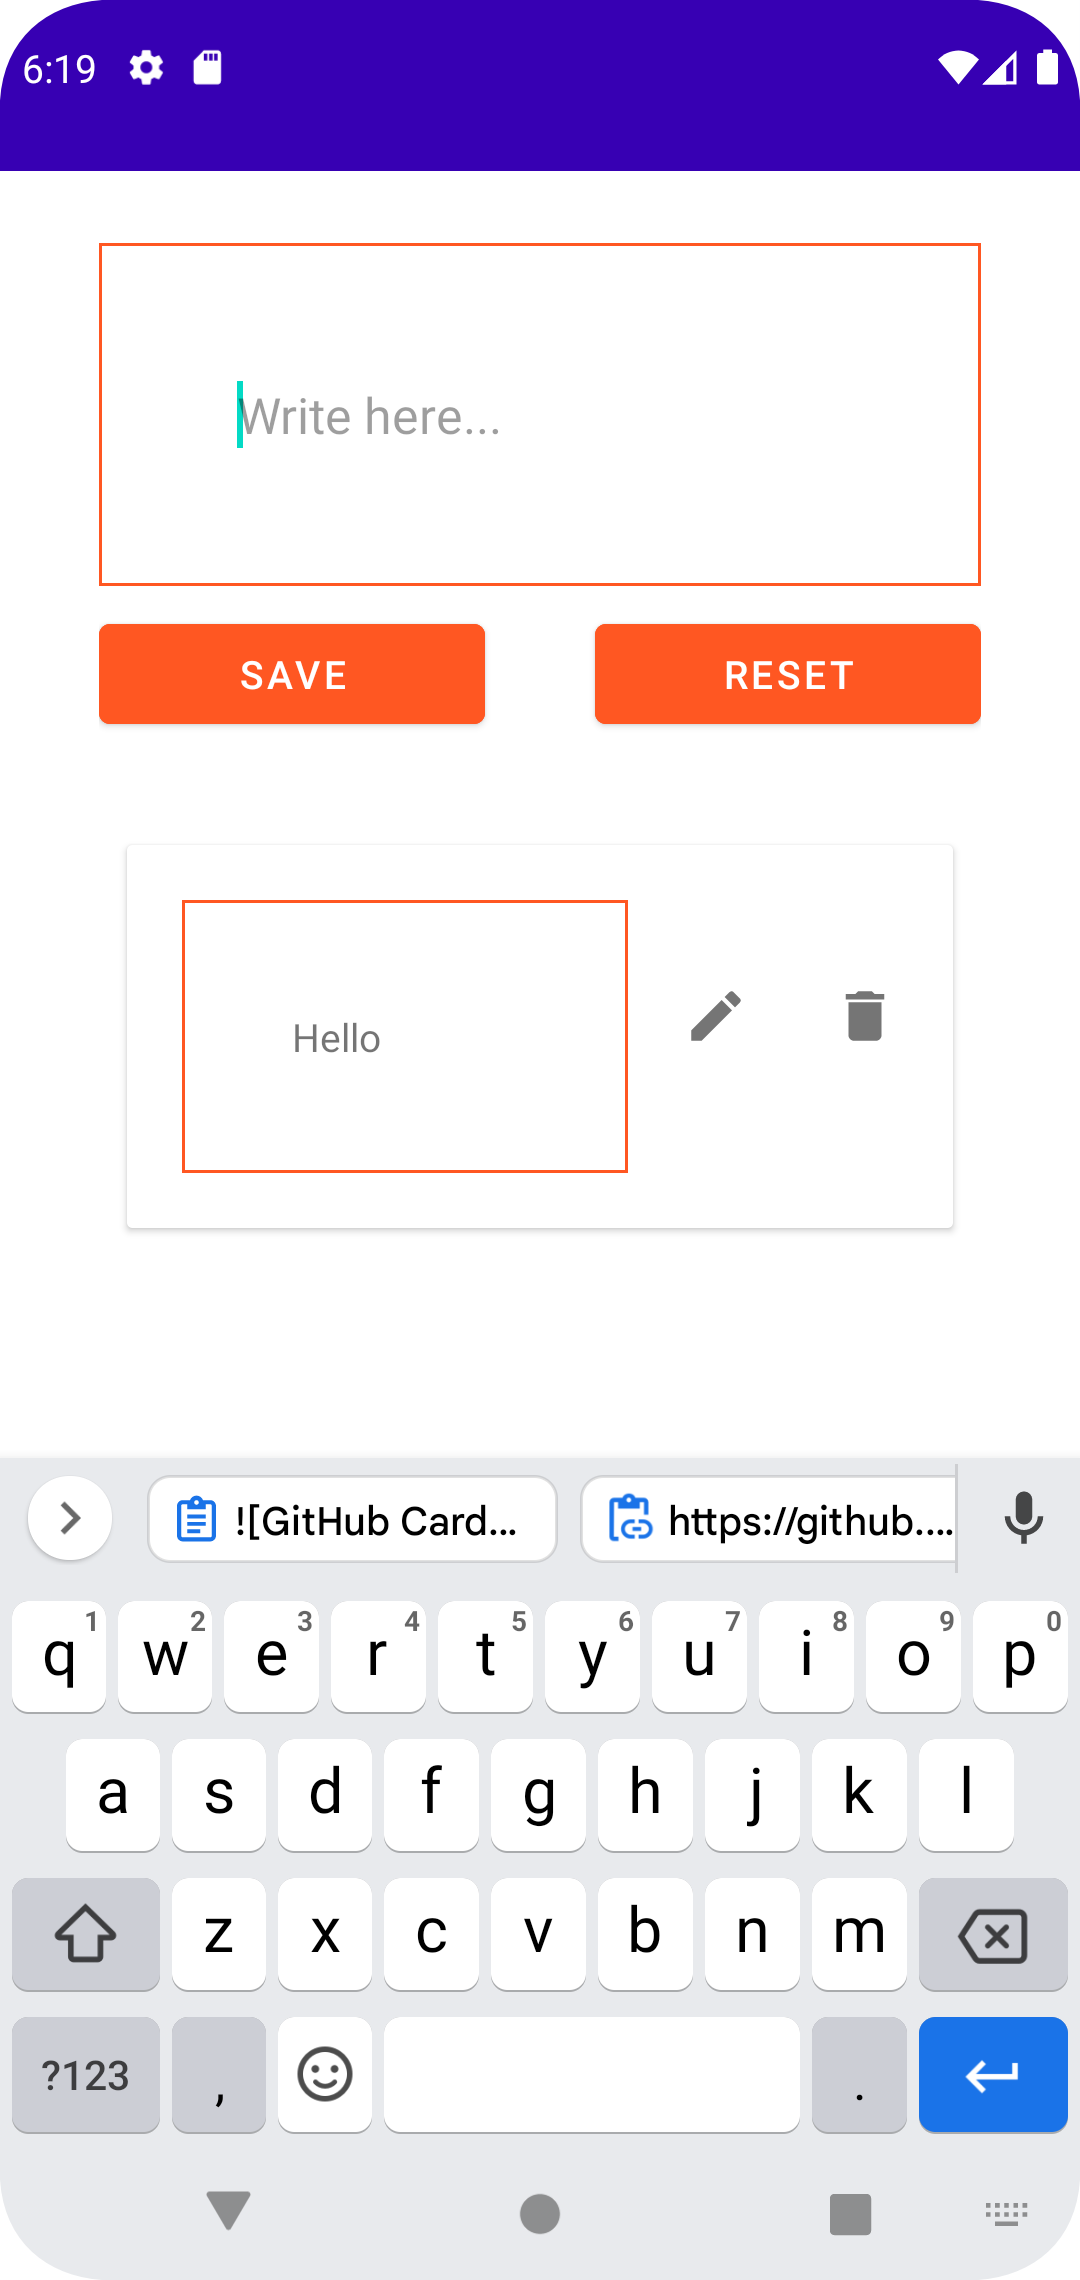 6:19
Write here...
SAVE RESET
Hello
![GitHub Card... https://github....
q 1 w 2 e 3 r 4 t 5 y 6 u 7 i 8 o 9 p 0
a s d f g h j k l
z x c v b n m
?123 , .